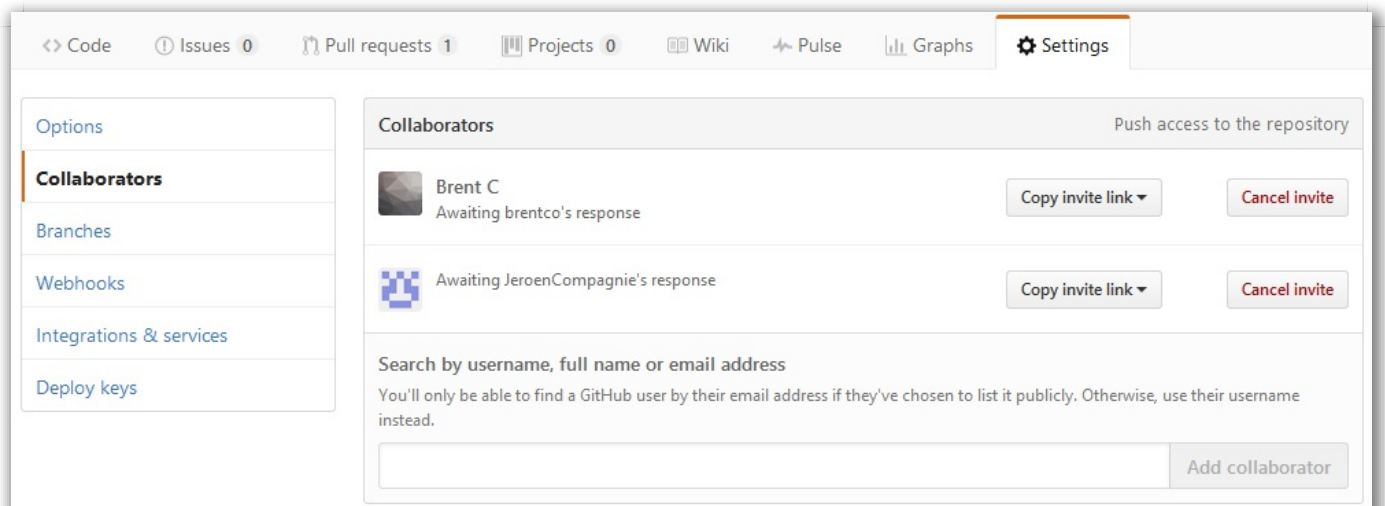 Code Issues 0 Pull requests 1 Projects 0 Wiki Pulse Graphs Settings
Options
Collaborators
Branches
Webhooks
Integrations & services
Deploy keys
Collaborators Push access to the repository
Brent C
Awaiting brentco's response
Copy invite link Cancel invite
Awaiting JeroenCompagnie's response
Copy invite link Cancel invite
Search by username, full name or email address
You'll only be able to find a GitHub user by their email address if they've chosen to list it publicly. Otherwise, use their username
instead.
Add collaborator